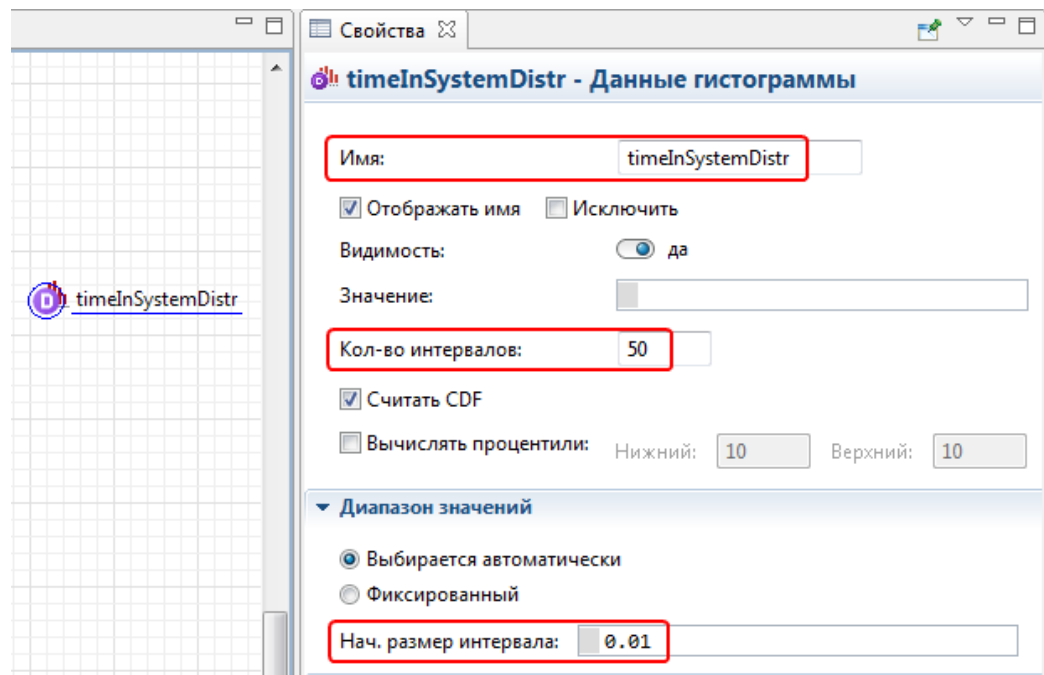 Свойства
timeInSystemDistr - Данные гистограммы
Имя: timeInSystemDistr
Отображать имя Исключить
Видимость: да
timeInSystemDistr
Значение:
Кол-во интервалов: 50
Считать CDF
Вычислять процентили: Нижний: 10 Верхний: 10
Диапазон значений
Выбирается автоматически
Фиксированный
Нач. размер интервала: 0.01